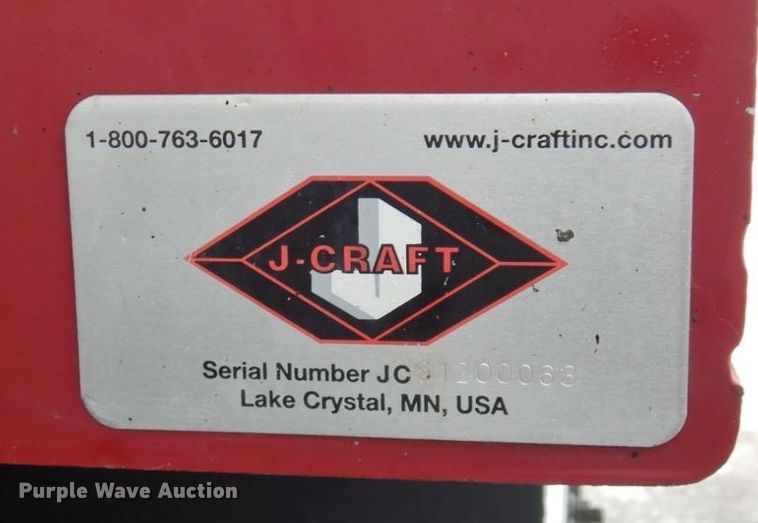 1-800-763-6017
www.j-craftinc.com
J-CRAFT
Serial Number JC
Lake Crystal, MN, USA
Purple Wave Auction